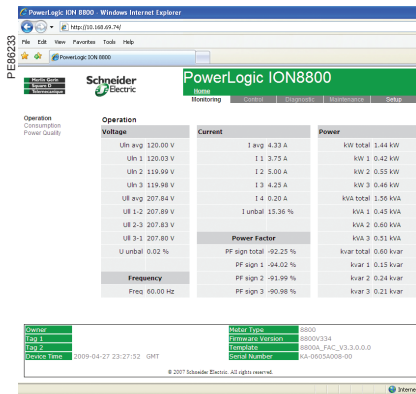 PE86233
PowerLogic ION 8800 - Windows Internet Explorer
http://10.168.69.74/
File Edit View Favorites Tools Help
PowerLogic ION 8800
Merlin Gerin
Square D
Telemecanique
Schneider Electric
PowerLogic ION8800
Home
Monitoring Control Diagnostic Maintenance Setup
Operation
Consumption
Power Quality
Operation
Voltage Current Power
Uln avg 120.00 V I avg 4.33 A kW total 1.44 kW
Uln 1 120.03 V I 1 3.75 A kW 1 0.42 kW
Uln 2 119.99 V I 2 5.00 A kW 2 0.55 kW
Uln 3 119.98 V I 3 4.25 A kW 3 0.46 kW
Ull avg 207.84 V I 4 0.20 A kVA total 1.56 kVA
Ull 1-2 207.89 V I unbal 15.36 % kVA 1 0.45 kVA
Ull 2-3 207.83 V kVA 2 0.60 kVA
Ull 3-1 207.80 V Power Factor kVA 3 0.51 kVA
U unbal 0.02 % PF sign total -92.25 % kvar total 0.60 kvar
PF sign 1 -94.02 % kvar 1 0.15 kvar
Frequency PF sign 2 -91.99 % kvar 2 0.24 kvar
Freq 60.00 Hz PF sign 3 -90.98 % kvar 3 0.21 kvar
Owner Meter Type 8800
Tag 1 Firmware Version 8800V334
Tag 2 Template 8800A_FAC_V3.3.0.0.0
Device Time 2009-04-27 23:27:52 GMT Serial Number KA-0605A008-00
© 2007 Schneider Electric. All rights reserved.
Interne